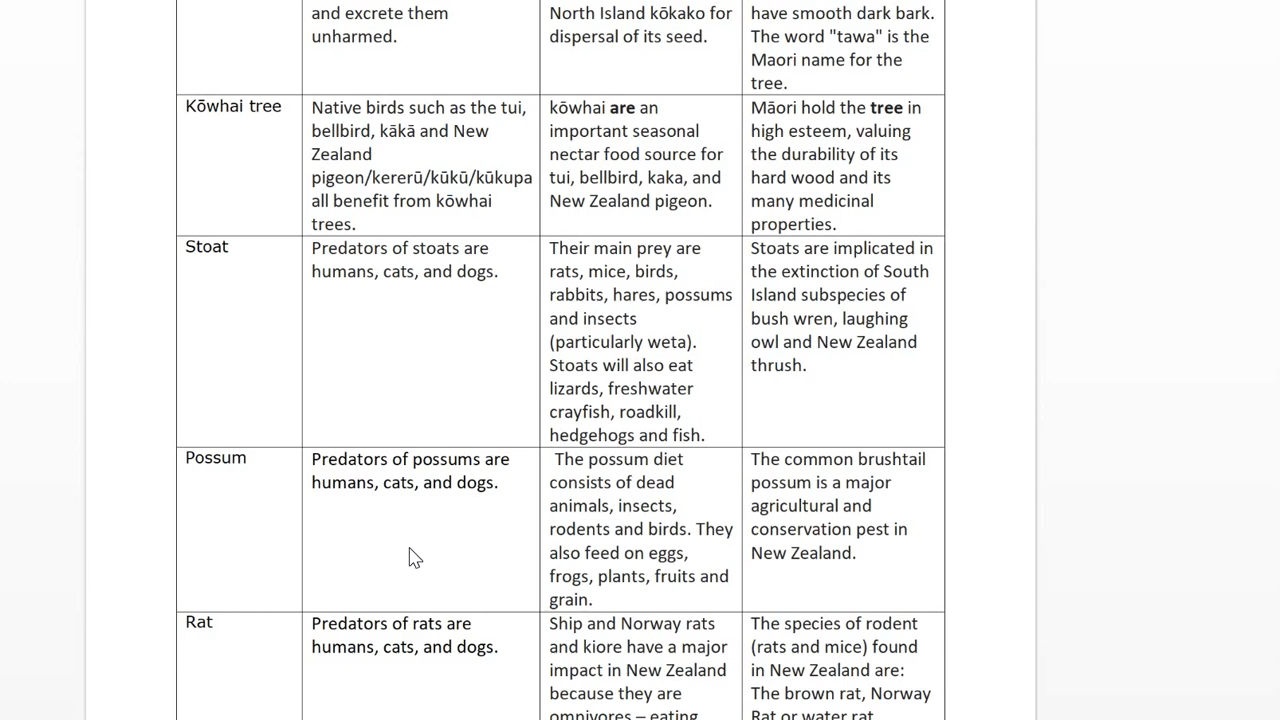 and excrete them
unharmed.
North Island kōkako for
dispersal of its seed.
have smooth dark bark.
The word "tawa" is the
Maori name for the
tree.
Kōwhai tree
Native birds such as the tui,
bellbird, kākā and New
Zealand
pigeon/kererū/kūkū/kūkupa
all benefit from kōwhai
trees.
kōwhai are an
important seasonal
nectar food source for
tui, bellbird, kaka, and
New Zealand pigeon.
Māori hold the tree in
high esteem, valuing
the durability of its
hard wood and its
many medicinal
properties.
Stoat
Predators of stoats are
humans, cats, and dogs.
Their main prey are
rats, mice, birds,
rabbits, hares, possums
and insects
(particularly weta).
Stoats will also eat
lizards, freshwater
crayfish, roadkill,
hedgehogs and fish.
Stoats are implicated in
the extinction of South
Island subspecies of
bush wren, laughing
owl and New Zealand
thrush.
Possum
Predators of possums are
humans, cats, and dogs.
The possum diet
consists of dead
animals, insects,
rodents and birds. They
also feed on eggs,
frogs, plants, fruits and
grain.
The common brushtail
possum is a major
agricultural and
conservation pest in
New Zealand.
Rat
Predators of rats are
humans, cats, and dogs.
Ship and Norway rats
and kiore have a major
impact in New Zealand
because they are
omnivores – eating
The species of rodent
(rats and mice) found
in New Zealand are:
The brown rat, Norway
Rat or water rat